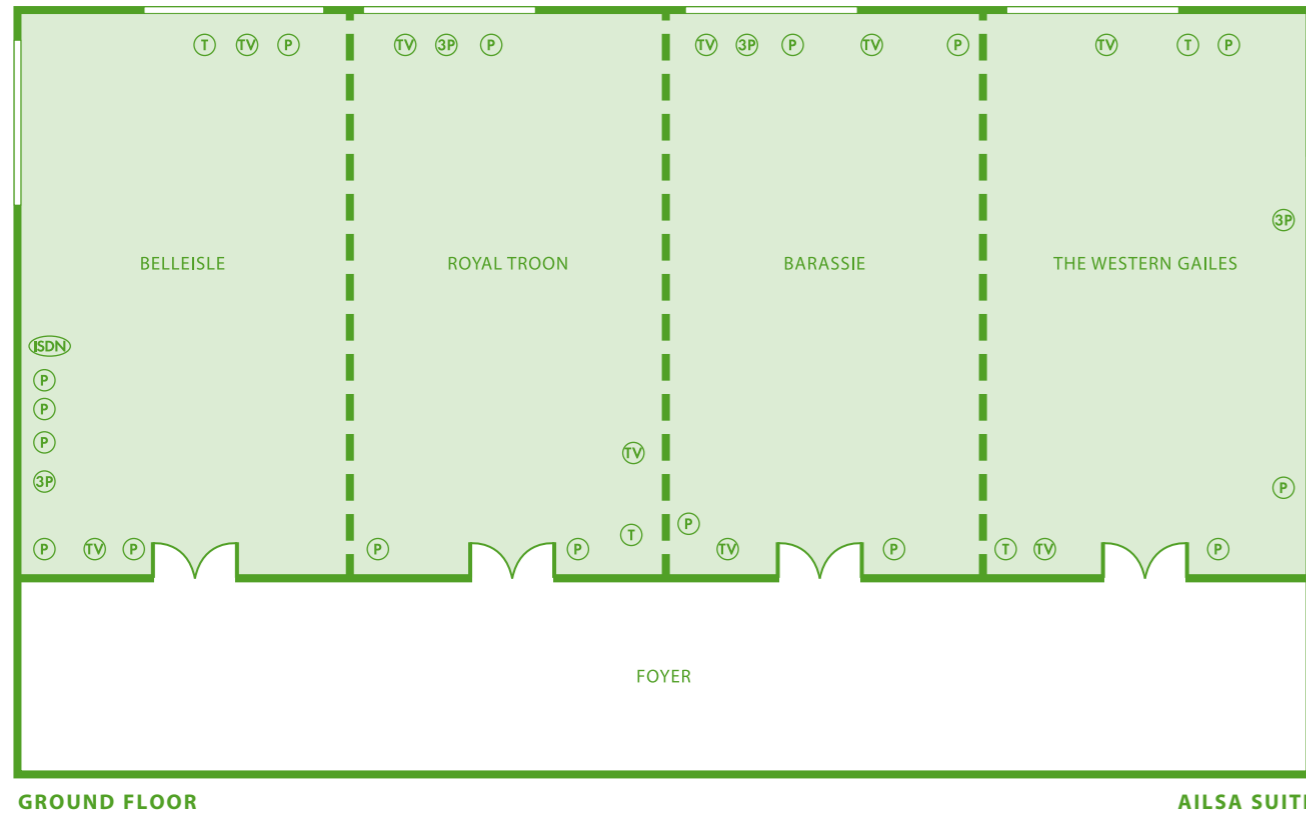 T TV P TV 3P P TV 3P P TV P TV T P
3P
BELLEISLE ROYAL TROON BARASSIE THE WESTERN GAILES
ISDN
P
P
P
TV
3P
P
P
T
P TV P P P TV P T TV P
FOYER
GROUND FLOOR AILSA SUIT